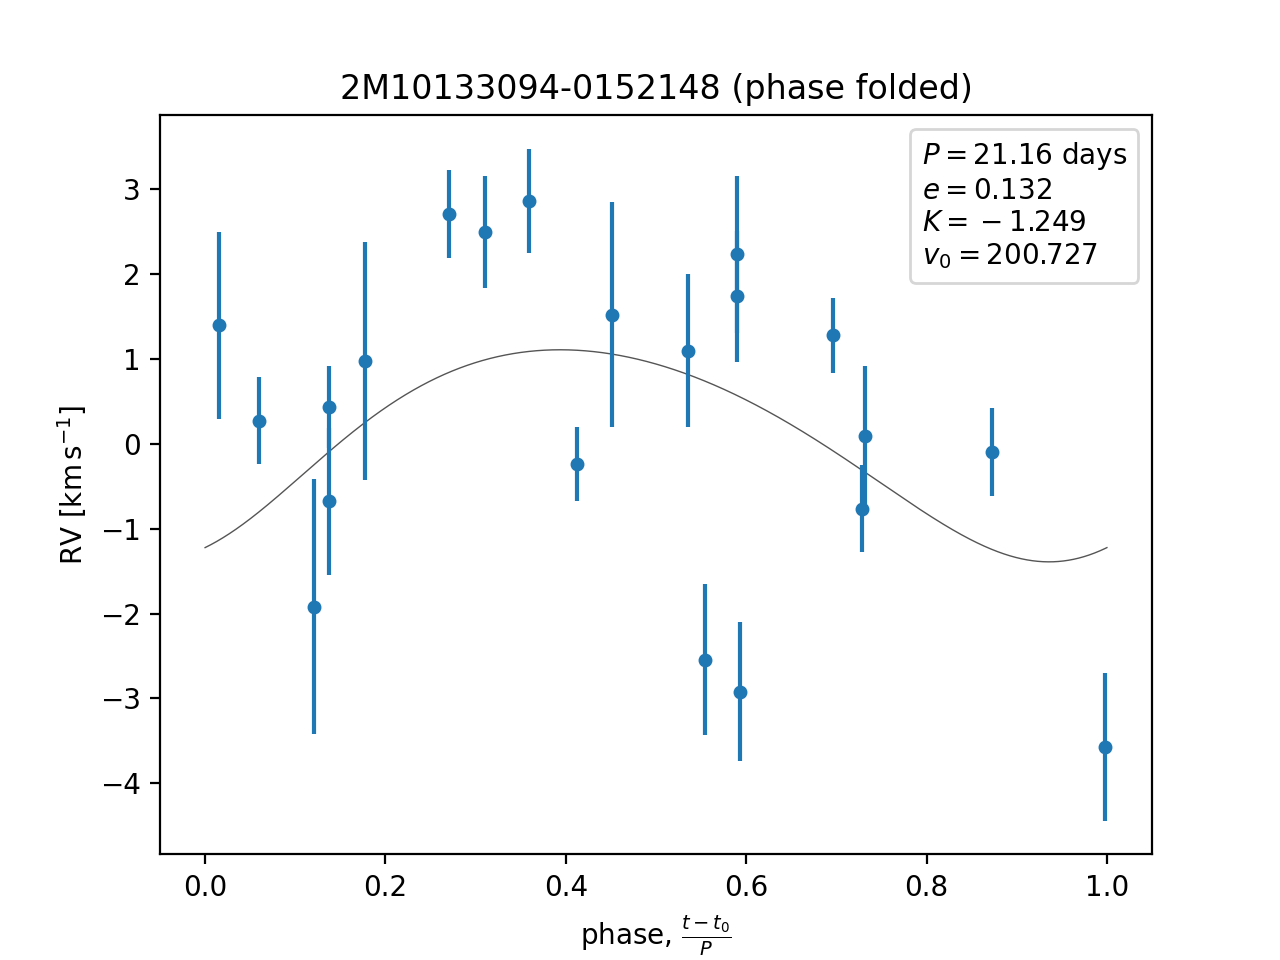 2M10133094-0152148 (phase folded)
P = 21.16 days
e = 0.132
K = −1.249
v₀ = 200.727
RV [km s⁻¹]
3
2
1
0
−1
−2
−3
−4
0.0 0.2 0.4 0.6 0.8 1.0
phase, (t − t₀)/P